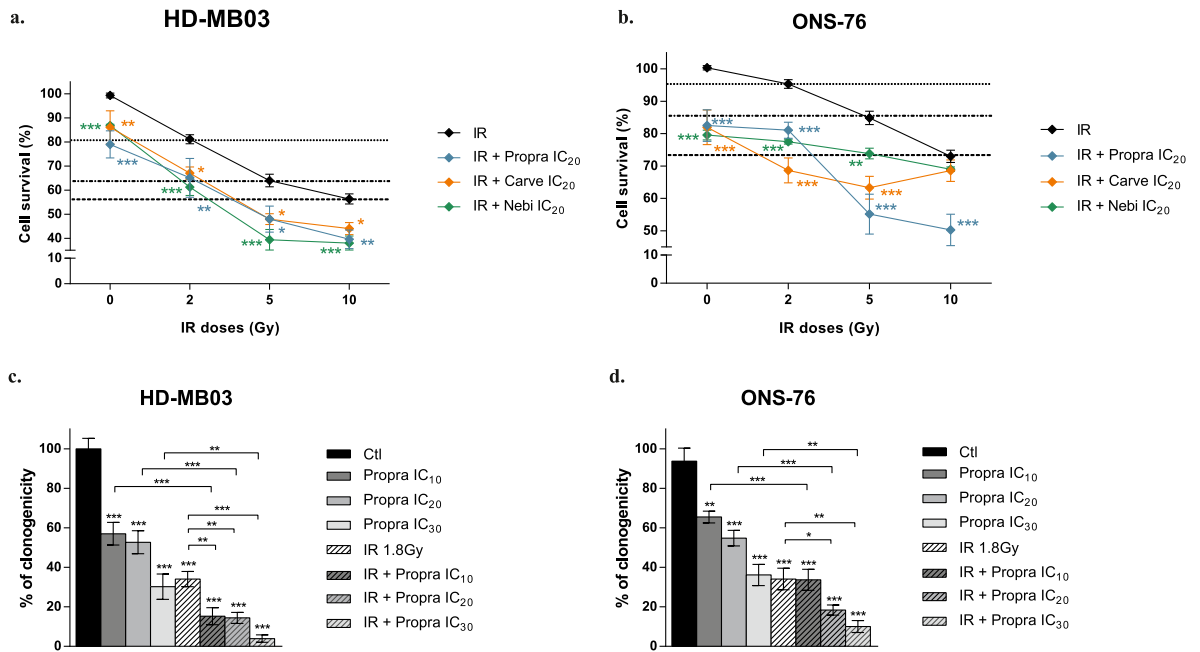 a.
HD-MB03
Cell survival (%)
100
90
80
70
60
50
40
10
0
***
**
***
*
***
**
*
*
***
*
**
***
0 2 5 10
IR doses (Gy)
IR
IR + Propra IC20
IR + Carve IC20
IR + Nebi IC20
b.
ONS-76
Cell survival (%)
100
90
80
70
60
50
10
0
***
***
***
***
***
***
**
***
***
***
0 2 5 10
IR doses (Gy)
IR
IR + Propra IC20
IR + Carve IC20
IR + Nebi IC20
c.
HD-MB03
% of clonogenicity
100
80
60
40
20
0
**
***
***
***
**
**
*** *** *** *** *** *** ***
Ctl
Propra IC10
Propra IC20
Propra IC30
IR 1.8Gy
IR + Propra IC10
IR + Propra IC20
IR + Propra IC30
d.
ONS-76
% of clonogenicity
100
80
60
40
20
0
**
***
***
**
*
** *** *** *** *** *** ***
Ctl
Propra IC10
Propra IC20
Propra IC30
IR 1.8Gy
IR + Propra IC10
IR + Propra IC20
IR + Propra IC30